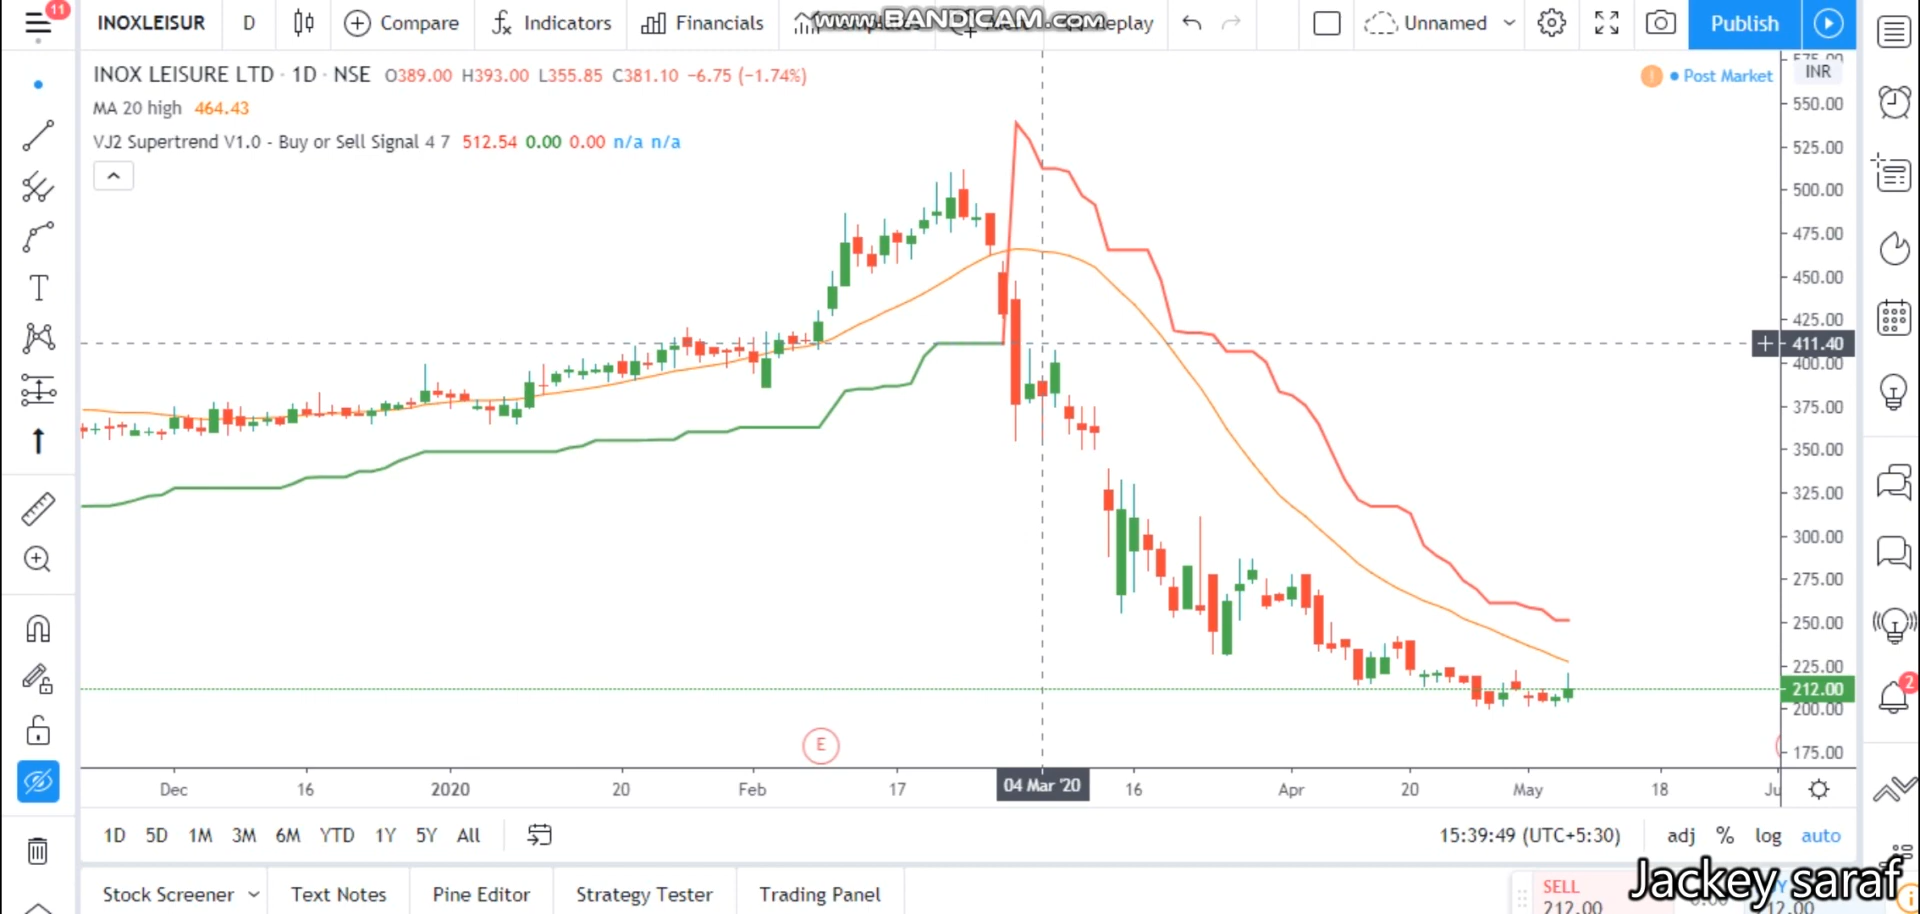 11
INOXLEISUR D Compare Indicators Financials Replay Unnamed Publish
www.BANDICAM.com
INOX LEISURE LTD · 1D · NSE O389.00 H393.00 L355.85 C381.10 −6.75 (−1.74%)
Post Market
INR
MA 20 high 464.43
VJ2 Supertrend V1.0 - Buy or Sell Signal 4 7 512.54 0.00 0.00 n/a n/a
575.00
550.00
525.00
500.00
475.00
450.00
425.00
411.40
400.00
375.00
350.00
325.00
300.00
275.00
250.00
225.00
212.00
200.00
175.00
2
E
Dec 16 2020 20 Feb 17 04 Mar '20 16 Apr 20 May 18 Ju
1D 5D 1M 3M 6M YTD 1Y 5Y All
15:39:49 (UTC+5:30) adj % log auto
Stock Screener Text Notes Pine Editor Strategy Tester Trading Panel
SELL
212.00
Jackey saraf